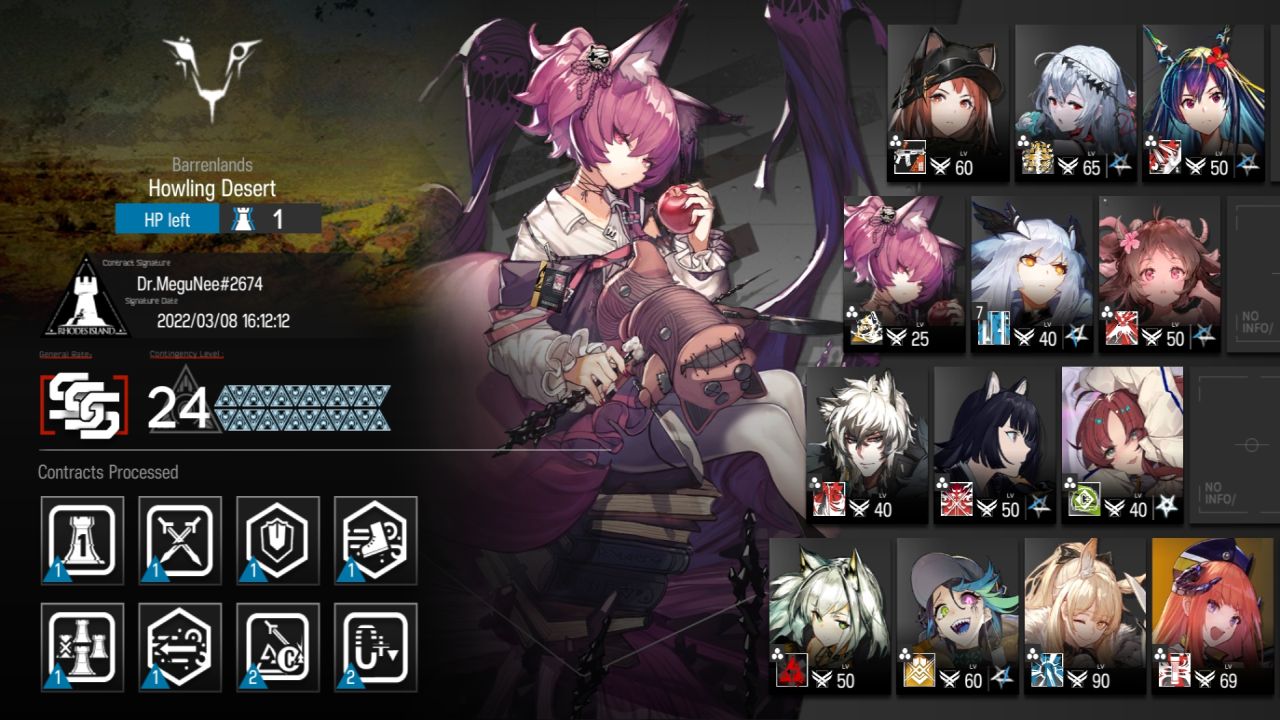 Barrenlands
Howling Desert
HP left 1
Contract Signature
Dr.MeguNee#2674
Signature Date
2022/03/08 16:12:12
RHODES ISLAND
General Rate:
Contingency Level :
SSS
24
Contracts Processed
1
1 1 1 1
1 1 2 2
LV 60
LV 65
LV 50
LV 25
7
LV 40
LV 50
NO
INFO/
LV 40
LV 50
LV 40
NO
INFO/
LV 50
LV 60
LV 90
LV 69